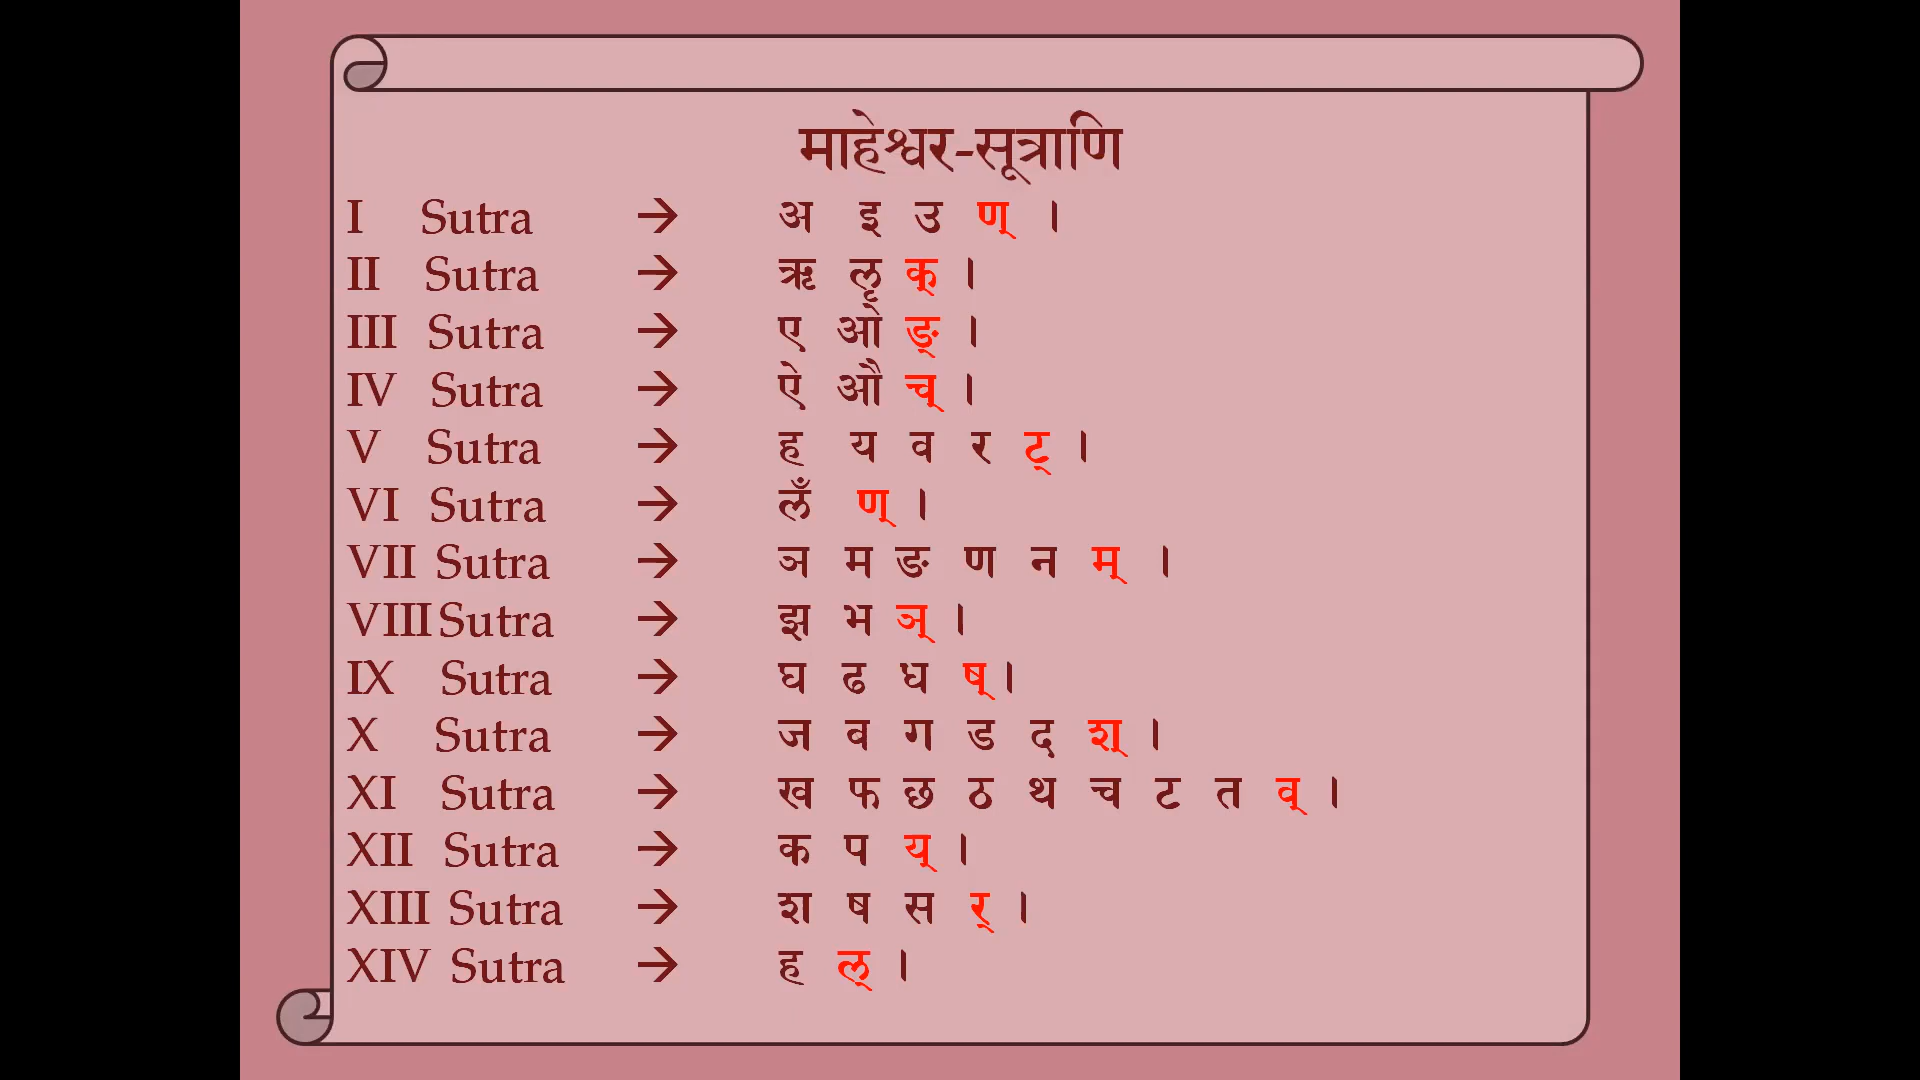 माहेश्वर-सूत्राणि
I Sutra → अ इ उ ण् ।
II Sutra → ऋ ऌ क् ।
III Sutra → ए ओ ङ् ।
IV Sutra → ऐ औ च् ।
V Sutra → ह य व र ट् ।
VI Sutra → लँ ण् ।
VII Sutra → ञ म ङ ण न म् ।
VIII Sutra → झ भ ञ् ।
IX Sutra → घ ढ ध ष् ।
X Sutra → ज व ग ड द श् ।
XI Sutra → ख फ छ ठ थ च ट त व् ।
XII Sutra → क प य् ।
XIII Sutra → श ष स र् ।
XIV Sutra → ह ल् ।